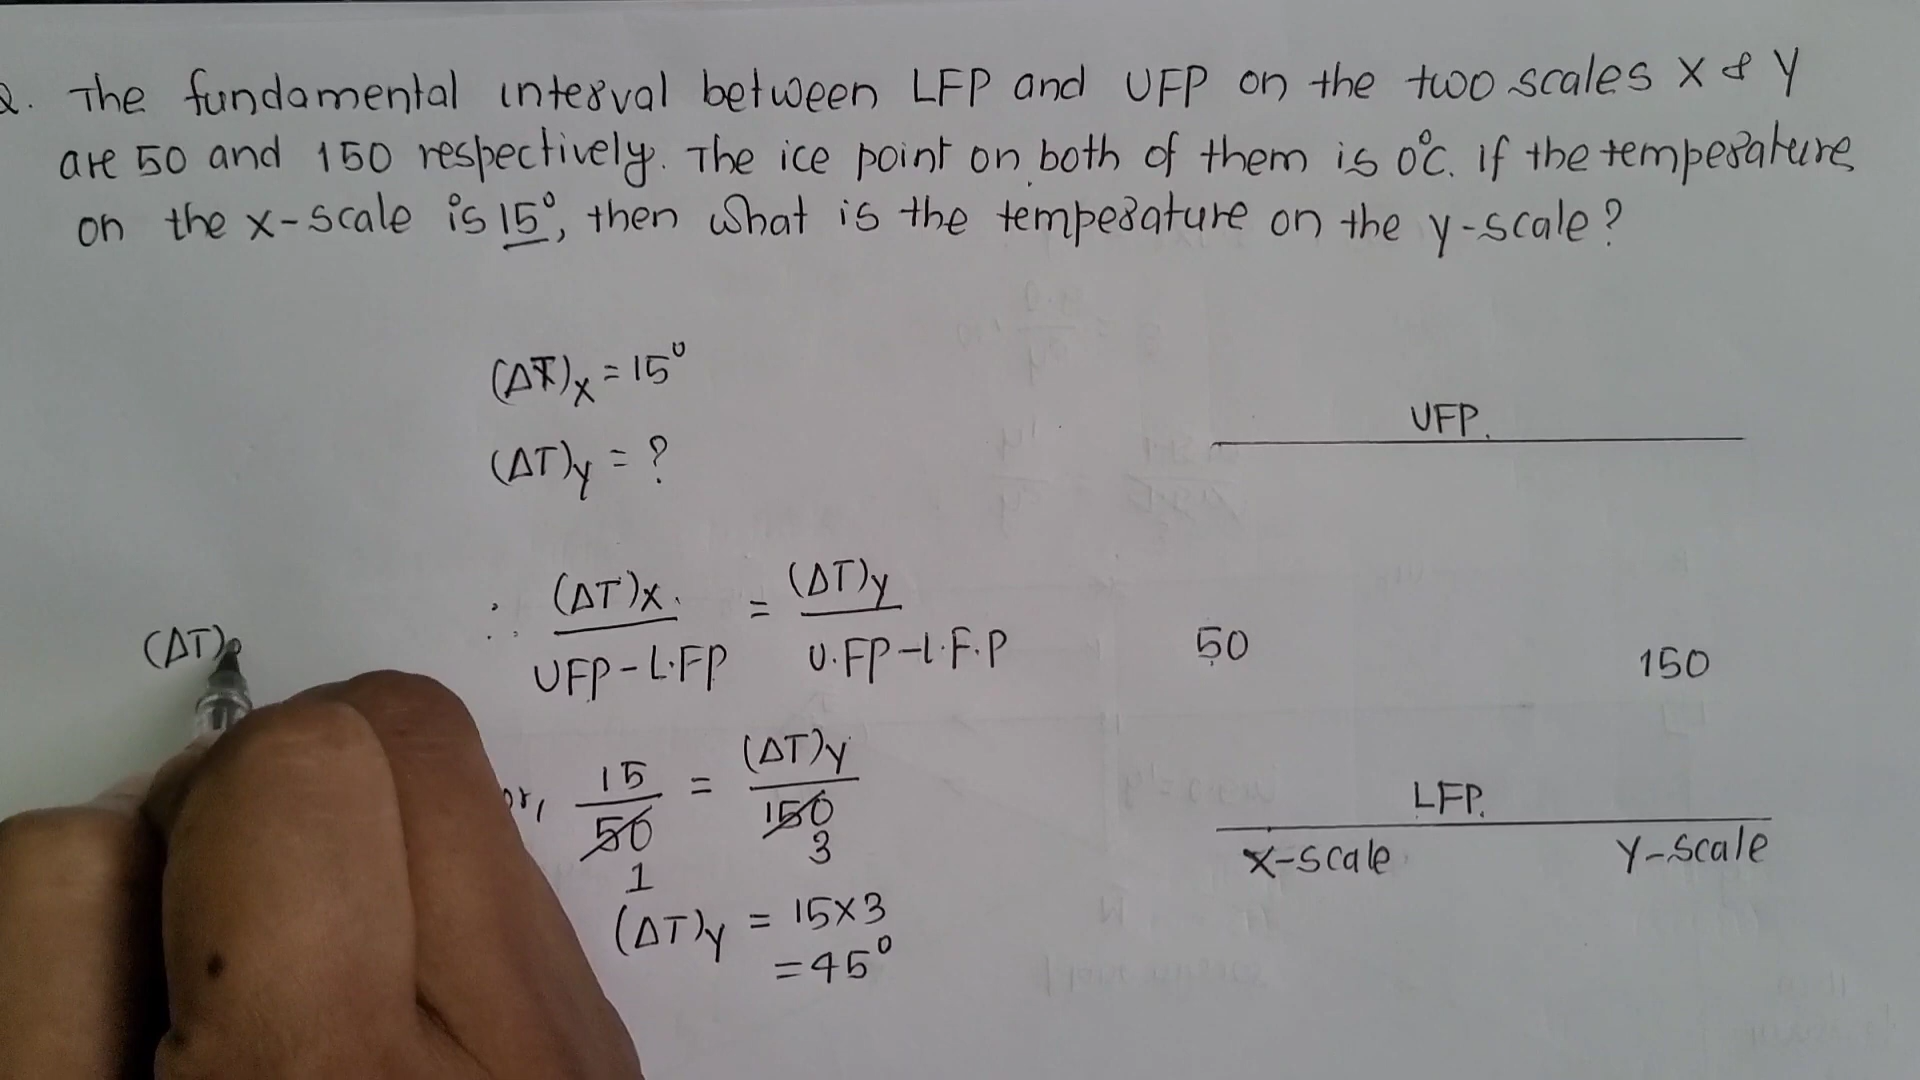 2. The fundamental interval between LFP and UFP on the two scales X & Y
are 50 and 150 respectively. The ice point on both of them is 0°C. if the temperature
on the x-scale is 15°, then what is the temperature on the y-scale?
(ΔT)x = 15°
(ΔT)y = ?
UFP.
∴ (ΔT)x. / UFP-L.FP = (ΔT)y / U.FP-L.F.P
50 150
(ΔT)
or, 15/50 = (ΔT)y/150
1 3
LFP.
x-scale Y-scale
(ΔT)y = 15×3
=45°